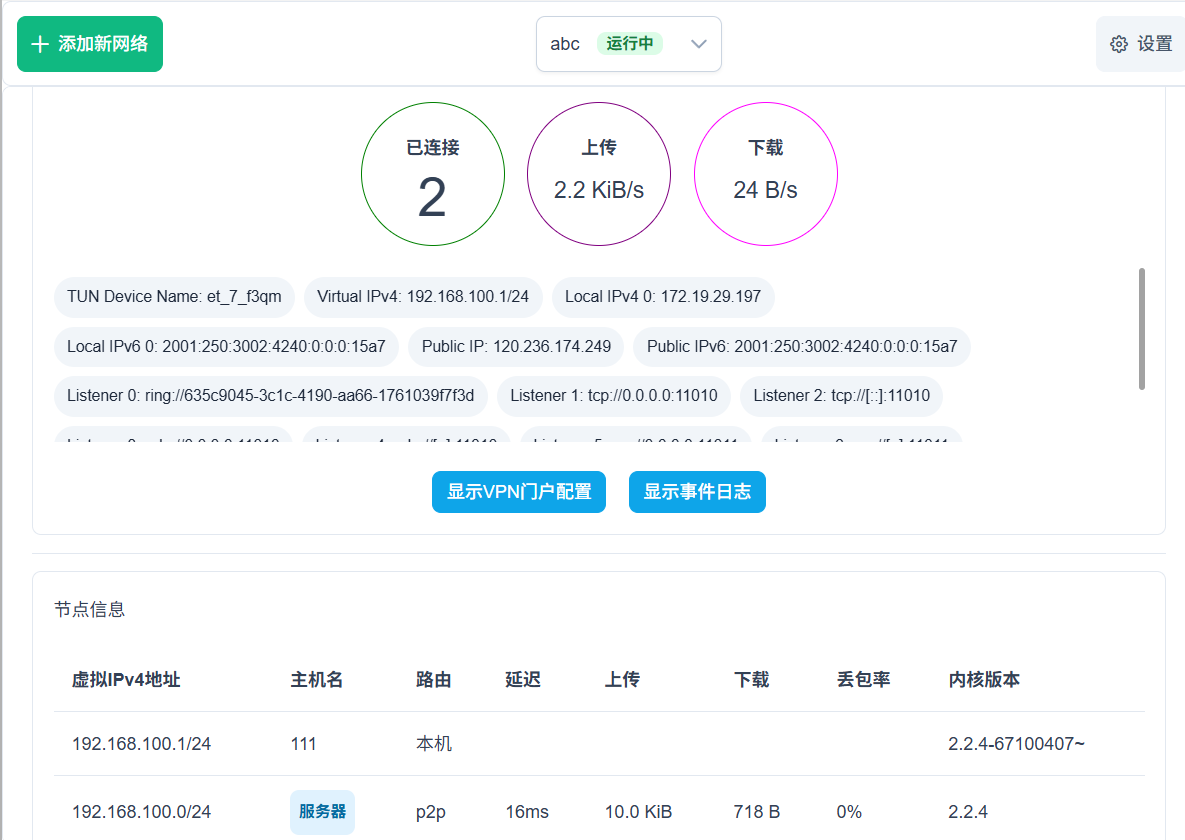 添加新网络
abc 运行中
设置
已连接
2
上传
2.2 KiB/s
下载
24 B/s
TUN Device Name: et_7_f3qm
Virtual IPv4: 192.168.100.1/24
Local IPv4 0: 172.19.29.197
Local IPv6 0: 2001:250:3002:4240:0:0:0:15a7
Public IP: 120.236.174.249
Public IPv6: 2001:250:3002:4240:0:0:0:15a7
Listener 0: ring://635c9045-3c1c-4190-aa66-1761039f7f3d
Listener 1: tcp://0.0.0.0:11010
Listener 2: tcp://[::]:11010
显示VPN门户配置
显示事件日志
节点信息
虚拟IPv4地址 主机名 路由 延迟 上传 下载 丢包率 内核版本
192.168.100.1/24 111 本机 2.2.4-67100407~
192.168.100.0/24 服务器 p2p 16ms 10.0 KiB 718 B 0% 2.2.4